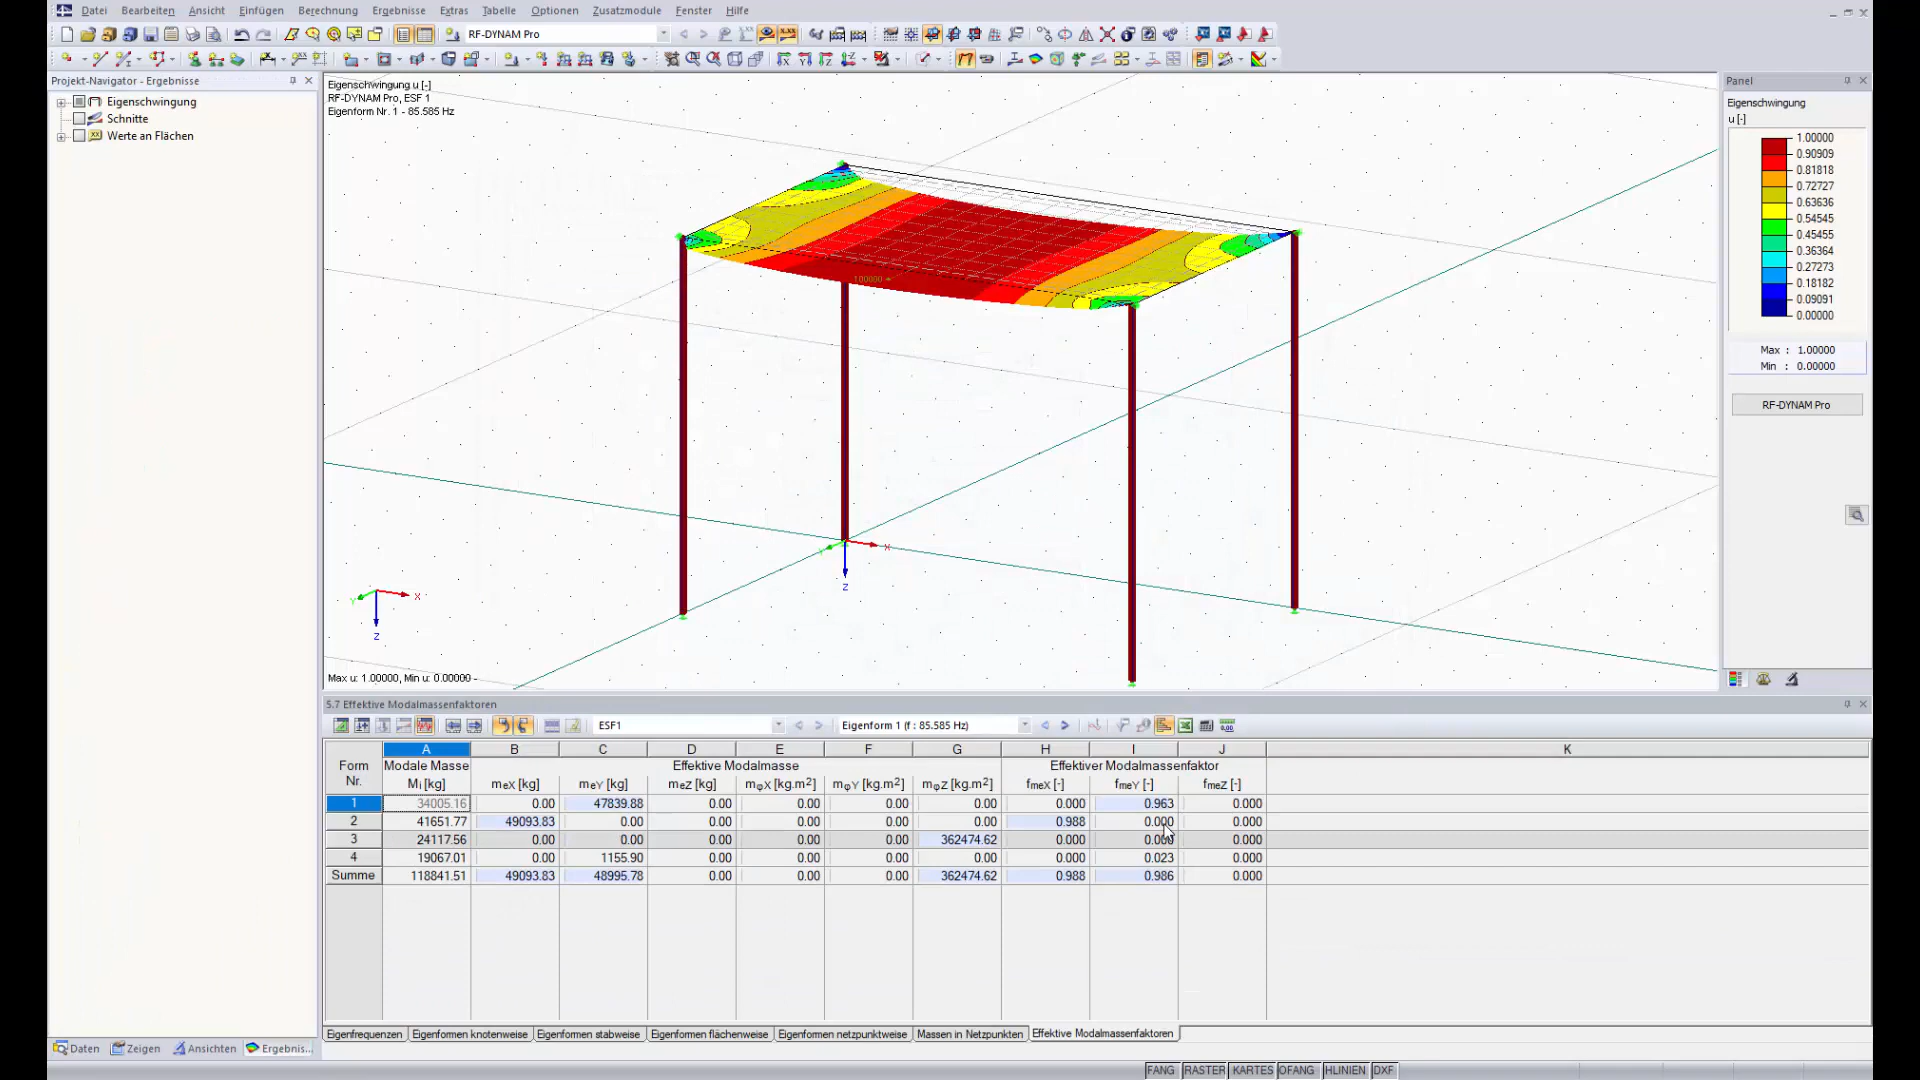 Datei Bearbeiten Ansicht Einfügen Berechnung Ergebnisse Extras Tabelle Optionen Zusatzmodule Fenster Hilfe
RF-DYNAM Pro
Projekt-Navigator - Ergebnisse
Eigenschwingung
Schnitte
Werte an Flächen
Eigenschwingung u [-]
RF-DYNAM Pro, ESF 1
Eigenform Nr. 1 - 85.585 Hz
X
Z
X
Y
Z
Max u: 1.00000, Min u: 0.00000 -
Panel
Eigenschwingung
u [-]
1.00000
0.90909
0.81818
0.72727
0.63636
0.54545
0.45455
0.36364
0.27273
0.18182
0.09091
0.00000
Max : 1.00000
Min : 0.00000
RF-DYNAM Pro
5.7 Effektive Modalmassenfaktoren
ESF1 Eigenform 1 (f : 85.585 Hz)
A B C D E F G H I J K
Form Modale Masse Effektive Modalmasse Effektiver Modalmassenfaktor
Nr. Mi [kg] meX [kg] meY [kg] meZ [kg] mφX [kg.m2] mφY [kg.m2] mφZ [kg.m2] fmeX [-] fmeY [-] fmeZ [-]
1 34005.16 0.00 47839.88 0.00 0.00 0.00 0.00 0.000 0.963 0.000
2 41651.77 49093.83 0.00 0.00 0.00 0.00 0.00 0.988 0.000 0.000
3 24117.56 0.00 0.00 0.00 0.00 0.00 362474.62 0.000 0.000 0.000
4 19067.01 0.00 1155.90 0.00 0.00 0.00 0.00 0.000 0.023 0.000
Summe 118841.51 49093.83 48995.78 0.00 0.00 0.00 362474.62 0.988 0.986 0.000
Eigenfrequenzen Eigenformen knotenweise Eigenformen stabweise Eigenformen flächenweise Eigenformen netzpunktweise Massen in Netzpunkten Effektive Modalmassenfaktoren
Daten Zeigen Ansichten Ergebnis...
FANG RASTER KARTES OFANG HLINIEN DXF